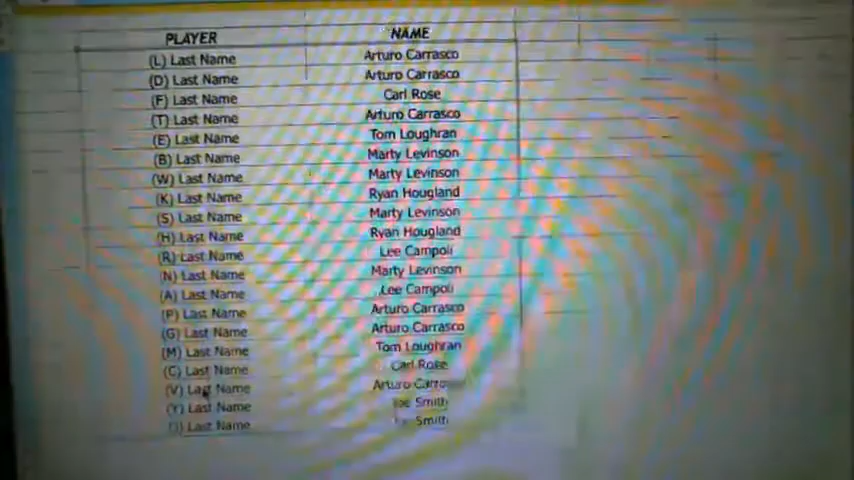 PLAYER NAME
(L) Last Name Arturo Carrasco
(D) Last Name Arturo Carrasco
(F) Last Name Carl Rose
(T) Last Name Arturo Carrasco
(E) Last Name Tom Loughran
(B) Last Name Marty Levinson
(W) Last Name Marty Levinson
(K) Last Name Ryan Hougland
(S) Last Name Marty Levinson
(H) Last Name Ryan Hougland
(R) Last Name Lee Campoli
(N) Last Name Marty Levinson
(A) Last Name Lee Campoli
(P) Last Name Arturo Carrasco
(G) Last Name Arturo Carrasco
(M) Last Name Tom Loughran
(C) Last Name Carl Rose
(V) Last Name Arturo
(Y) Last Name Joe Smith
Last Name Smith